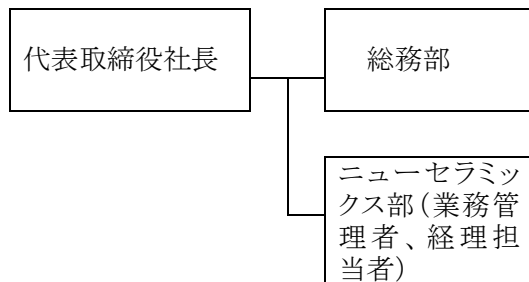 代表取締役社長
総務部
ニューセラミッ
クス部(業務管
理者、経理担
当者)